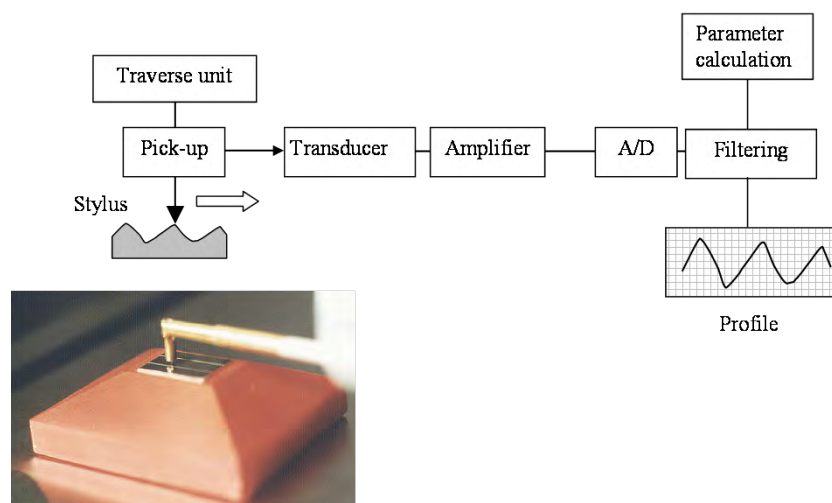 Parameter
calculation
Traverse unit
Pick-up
Transducer
Amplifier
A/D
Filtering
Stylus
Profile